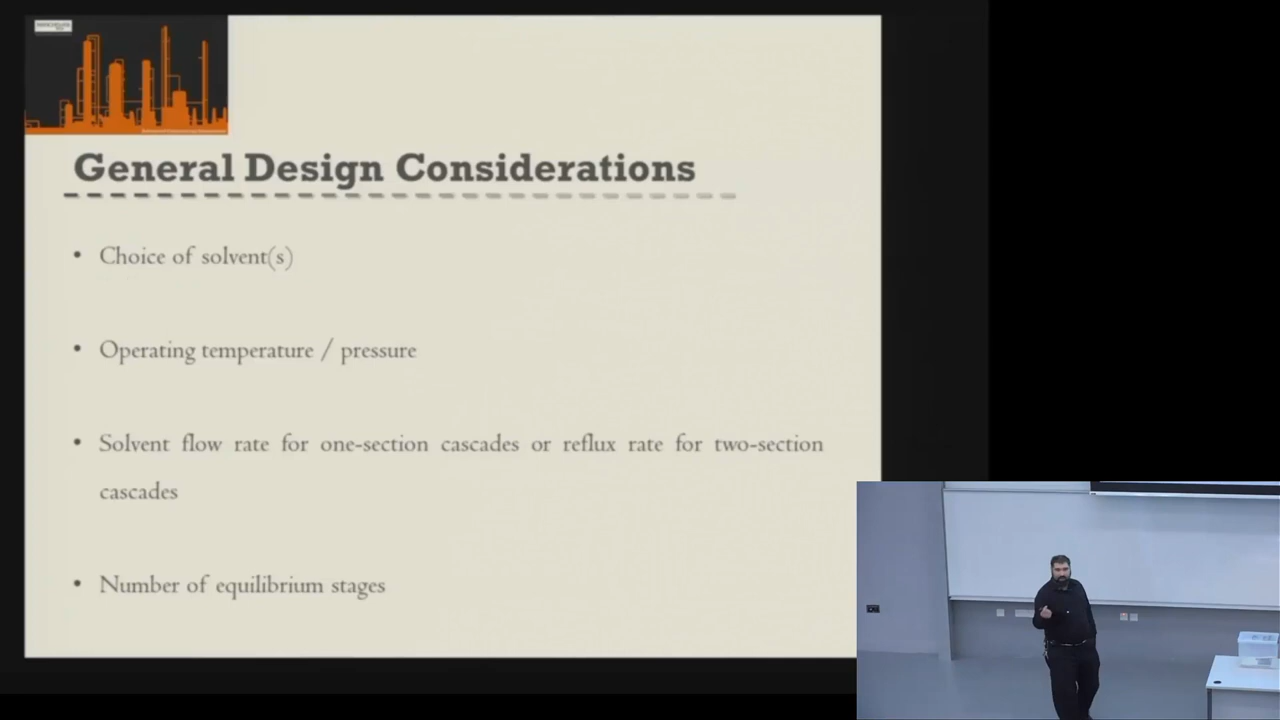 General Design Considerations
• Choice of solvent(s)
• Operating temperature / pressure
• Solvent flow rate for one-section cascades or reflux rate for two-section
cascades
• Number of equilibrium stages